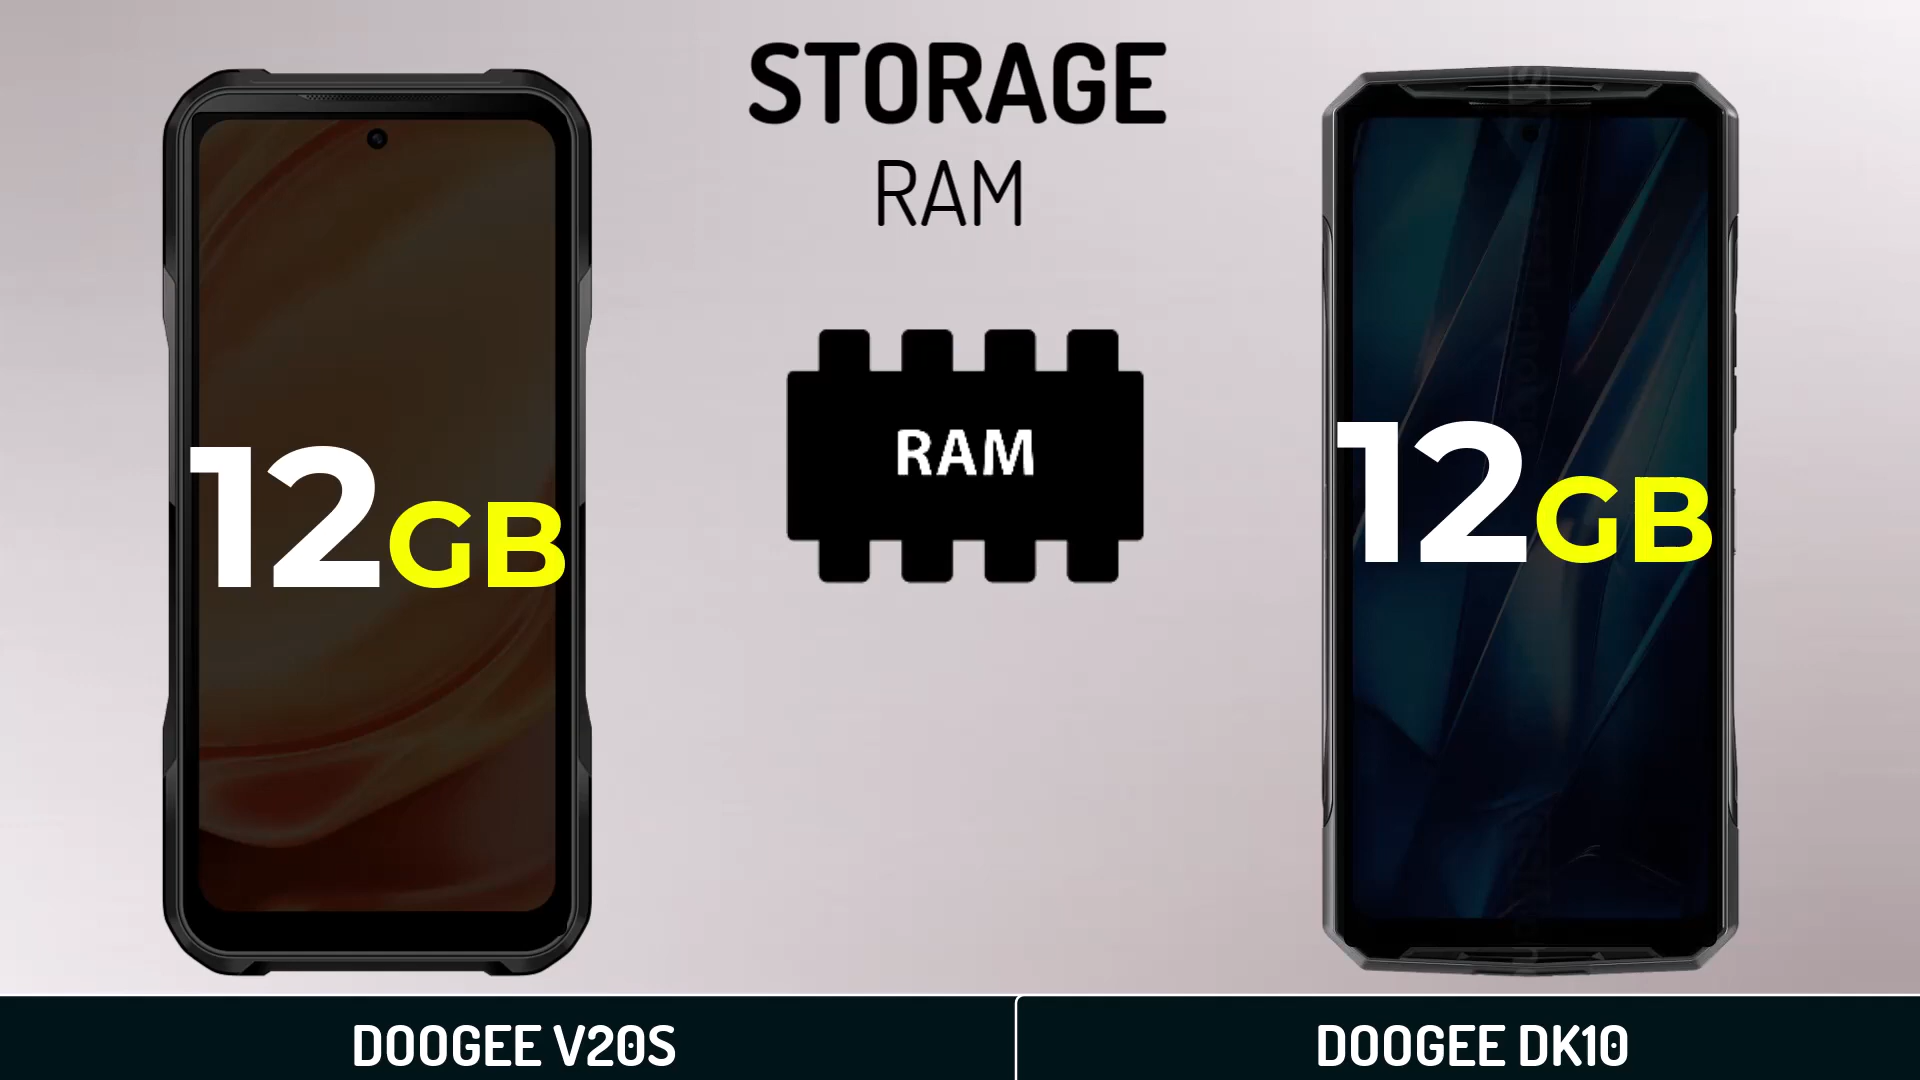 STORAGE
RAM
RAM
12GB
12GB
DOOGEE V20S
DOOGEE DK10